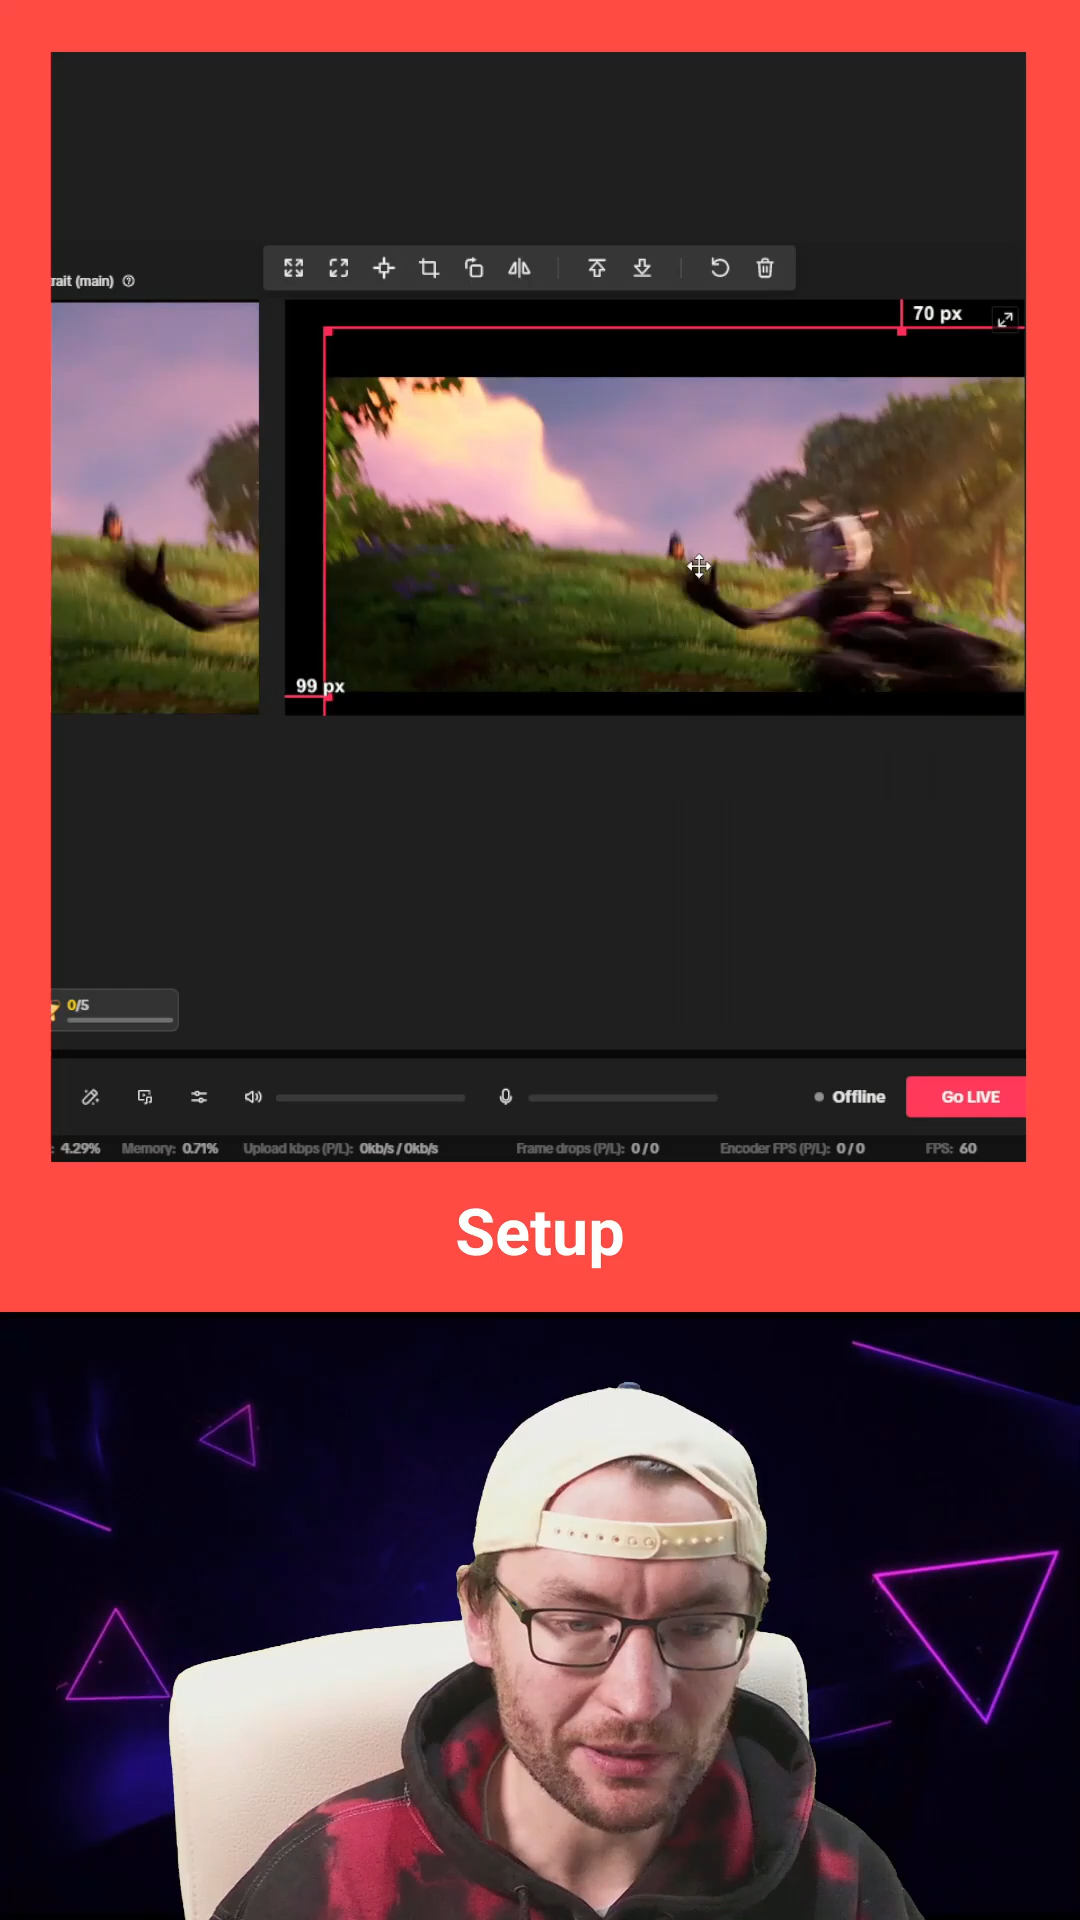 rait (main)
70 px
99 px
0/5
Offline
Go LIVE
: 4.29%
Memory: 0.71%
Upload kbps (P/L): 0kb/s / 0kb/s
Frame drops (P/L): 0 / 0
Encoder FPS (P/L): 0 / 0
FPS: 60
Setup